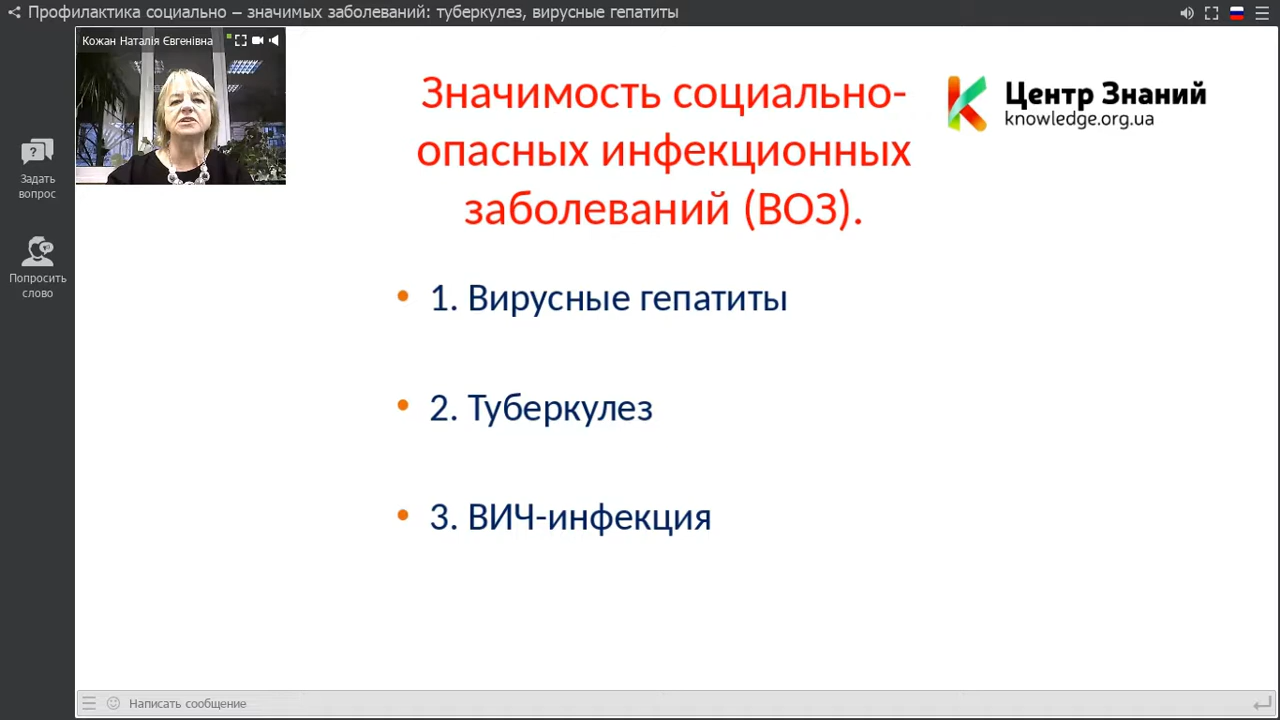 Профилактика социально – значимых заболеваний: туберкулез, вирусные гепатиты
Кожан Наталія Євгенівна
Задать
вопрос
Попросить
слово
Значимость социально-
опасных инфекционных
заболеваний (ВОЗ).
Центр Знаний
knowledge.org.ua
• 1. Вирусные гепатиты
• 2. Туберкулез
• 3. ВИЧ-инфекция
Написать сообщение